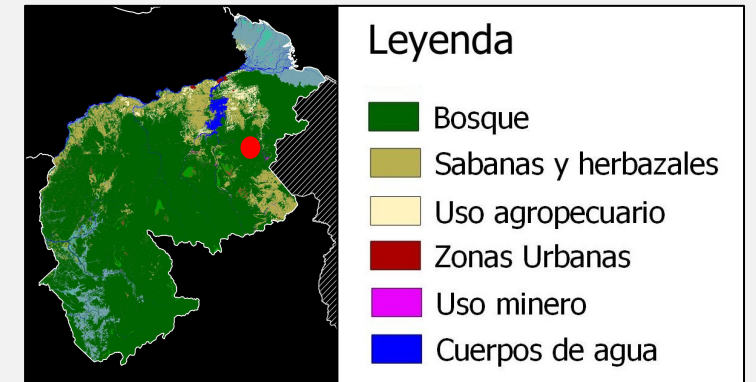 Leyenda
Bosque
Sabanas y herbazales
Uso agropecuario
Zonas Urbanas
Uso minero
Cuerpos de agua